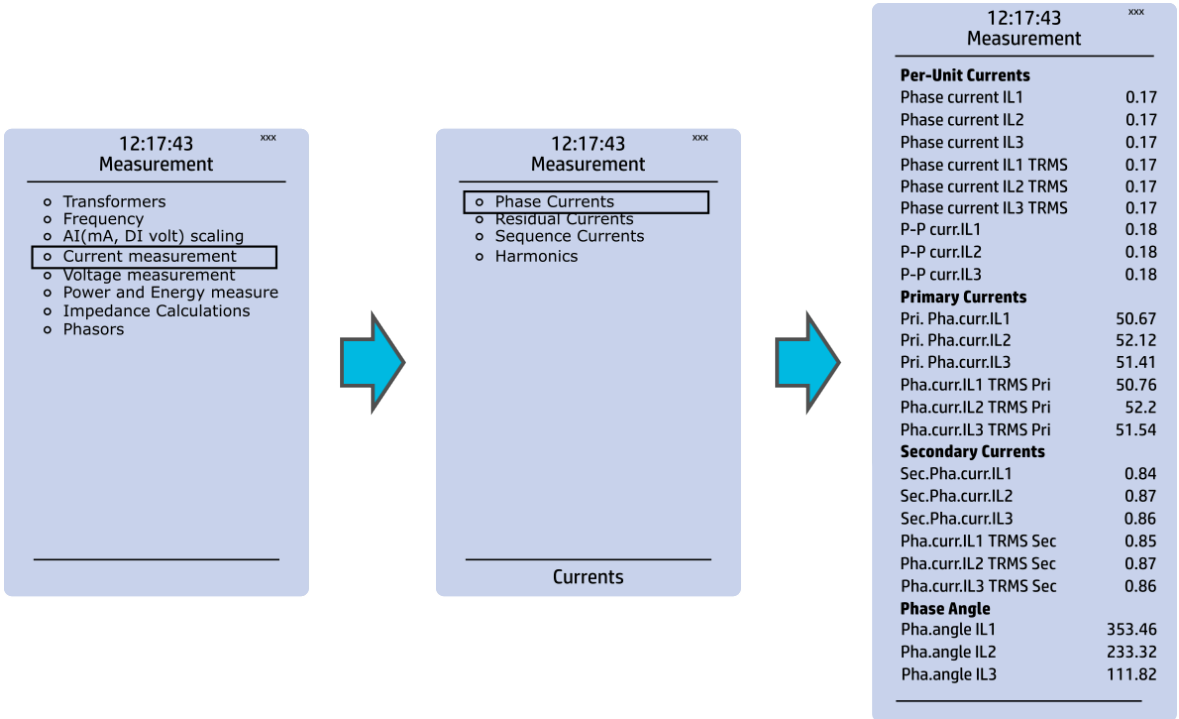 12:17:43 xxx
Measurement
Transformers
Frequency
AI(mA, DI volt) scaling
Current measurement
Voltage measurement
Power and Energy measure
Impedance Calculations
Phasors
12:17:43 xxx
Measurement
Phase Currents
Residual Currents
Sequence Currents
Harmonics
Currents
12:17:43 xxx
Measurement
Per-Unit Currents
Phase current IL1 0.17
Phase current IL2 0.17
Phase current IL3 0.17
Phase current IL1 TRMS 0.17
Phase current IL2 TRMS 0.17
Phase current IL3 TRMS 0.17
P-P curr.IL1 0.18
P-P curr.IL2 0.18
P-P curr.IL3 0.18
Primary Currents
Pri. Pha.curr.IL1 50.67
Pri. Pha.curr.IL2 52.12
Pri. Pha.curr.IL3 51.41
Pha.curr.IL1 TRMS Pri 50.76
Pha.curr.IL2 TRMS Pri 52.2
Pha.curr.IL3 TRMS Pri 51.54
Secondary Currents
Sec.Pha.curr.IL1 0.84
Sec.Pha.curr.IL2 0.87
Sec.Pha.curr.IL3 0.86
Pha.curr.IL1 TRMS Sec 0.85
Pha.curr.IL2 TRMS Sec 0.87
Pha.curr.IL3 TRMS Sec 0.86
Phase Angle
Pha.angle IL1 353.46
Pha.angle IL2 233.32
Pha.angle IL3 111.82